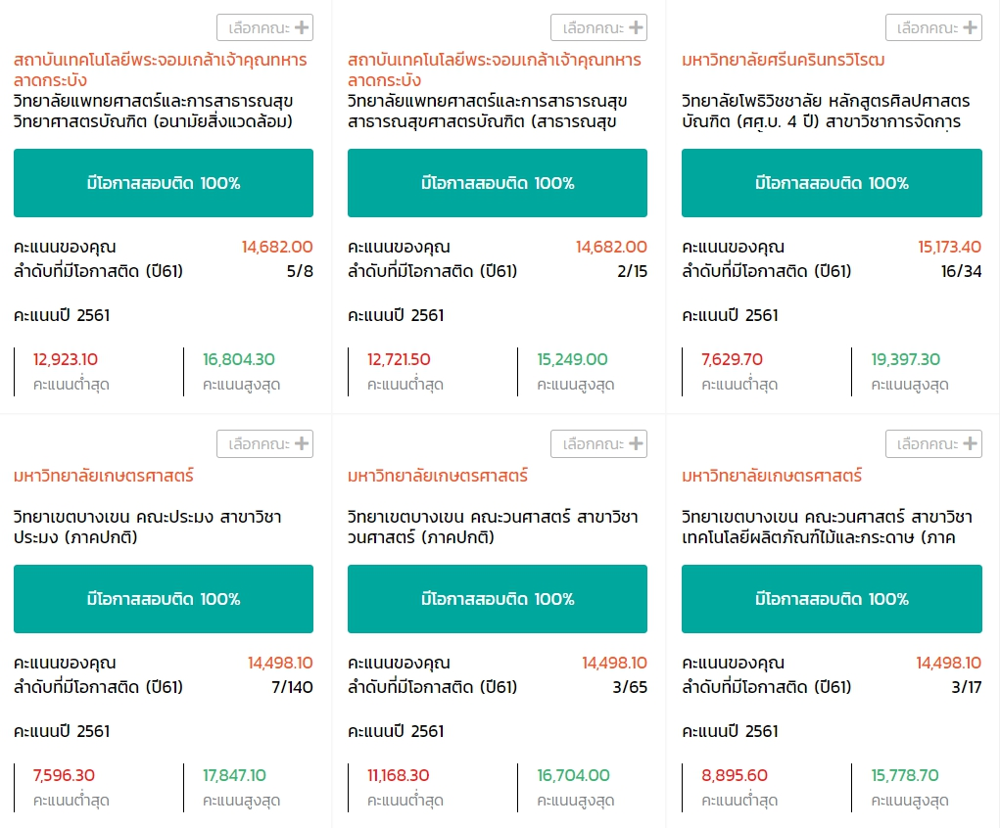 เลือกคณะ
สถาบันเทคโนโลยีพระจอมเกล้าเจ้าคุณทหาร
ลาดกระบัง
วิทยาลัยแพทยศาสตร์และการสาธารณสุข
วิทยาศาสตรบัณฑิต (อนามัยสิ่งแวดล้อม)
มีโอกาสสอบติด 100%
คะแนนของคุณ 14,682.00
ลำดับที่มีโอกาสติด (ปี61) 5/8
คะแนนปี 2561
12,923.10 16,804.30
คะแนนต่ำสุด คะแนนสูงสุด
เลือกคณะ
สถาบันเทคโนโลยีพระจอมเกล้าเจ้าคุณทหาร
ลาดกระบัง
วิทยาลัยแพทยศาสตร์และการสาธารณสุข
สาธารณสุขศาสตรบัณฑิต (สาธารณสุข
มีโอกาสสอบติด 100%
คะแนนของคุณ 14,682.00
ลำดับที่มีโอกาสติด (ปี61) 2/15
คะแนนปี 2561
12,721.50 15,249.00
คะแนนต่ำสุด คะแนนสูงสุด
เลือกคณะ
มหาวิทยาลัยศรีนครินทรวิโรฒ
วิทยาลัยโพธิวิชชาลัย หลักสูตรศิลปศาสตร
บัณฑิต (ศศ.บ. 4 ปี) สาขาวิชาการจัดการ
มีโอกาสสอบติด 100%
คะแนนของคุณ 15,173.40
ลำดับที่มีโอกาสติด (ปี61) 16/34
คะแนนปี 2561
7,629.70 19,397.30
คะแนนต่ำสุด คะแนนสูงสุด
เลือกคณะ
มหาวิทยาลัยเกษตรศาสตร์
วิทยาเขตบางเขน คณะประมง สาขาวิชา
ประมง (ภาคปกติ)
มีโอกาสสอบติด 100%
คะแนนของคุณ 14,498.10
ลำดับที่มีโอกาสติด (ปี61) 7/140
คะแนนปี 2561
7,596.30 17,847.10
คะแนนต่ำสุด คะแนนสูงสุด
เลือกคณะ
มหาวิทยาลัยเกษตรศาสตร์
วิทยาเขตบางเขน คณะวนศาสตร์ สาขาวิชา
วนศาสตร์ (ภาคปกติ)
มีโอกาสสอบติด 100%
คะแนนของคุณ 14,498.10
ลำดับที่มีโอกาสติด (ปี61) 3/65
คะแนนปี 2561
11,168.30 16,704.00
คะแนนต่ำสุด คะแนนสูงสุด
เลือกคณะ
มหาวิทยาลัยเกษตรศาสตร์
วิทยาเขตบางเขน คณะวนศาสตร์ สาขาวิชา
เทคโนโลยีผลิตภัณฑ์ไม้และกระดาษ (ภาค
มีโอกาสสอบติด 100%
คะแนนของคุณ 14,498.10
ลำดับที่มีโอกาสติด (ปี61) 3/17
คะแนนปี 2561
8,895.60 15,778.70
คะแนนต่ำสุด คะแนนสูงสุด